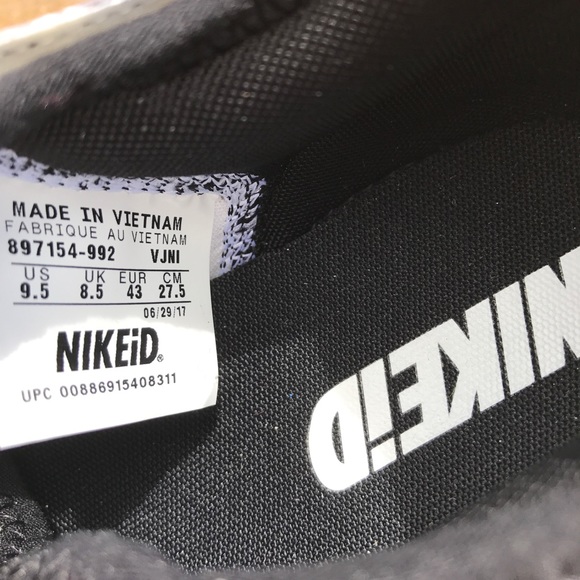 MADE IN VIETNAM
FABRIQUE AU VIETNAM
897154-992 VJNI
US UK EUR CM
9.5 8.5 43 27.5
06/29/17
NIKEiD®
UPC 00886915408311
NIKEiD